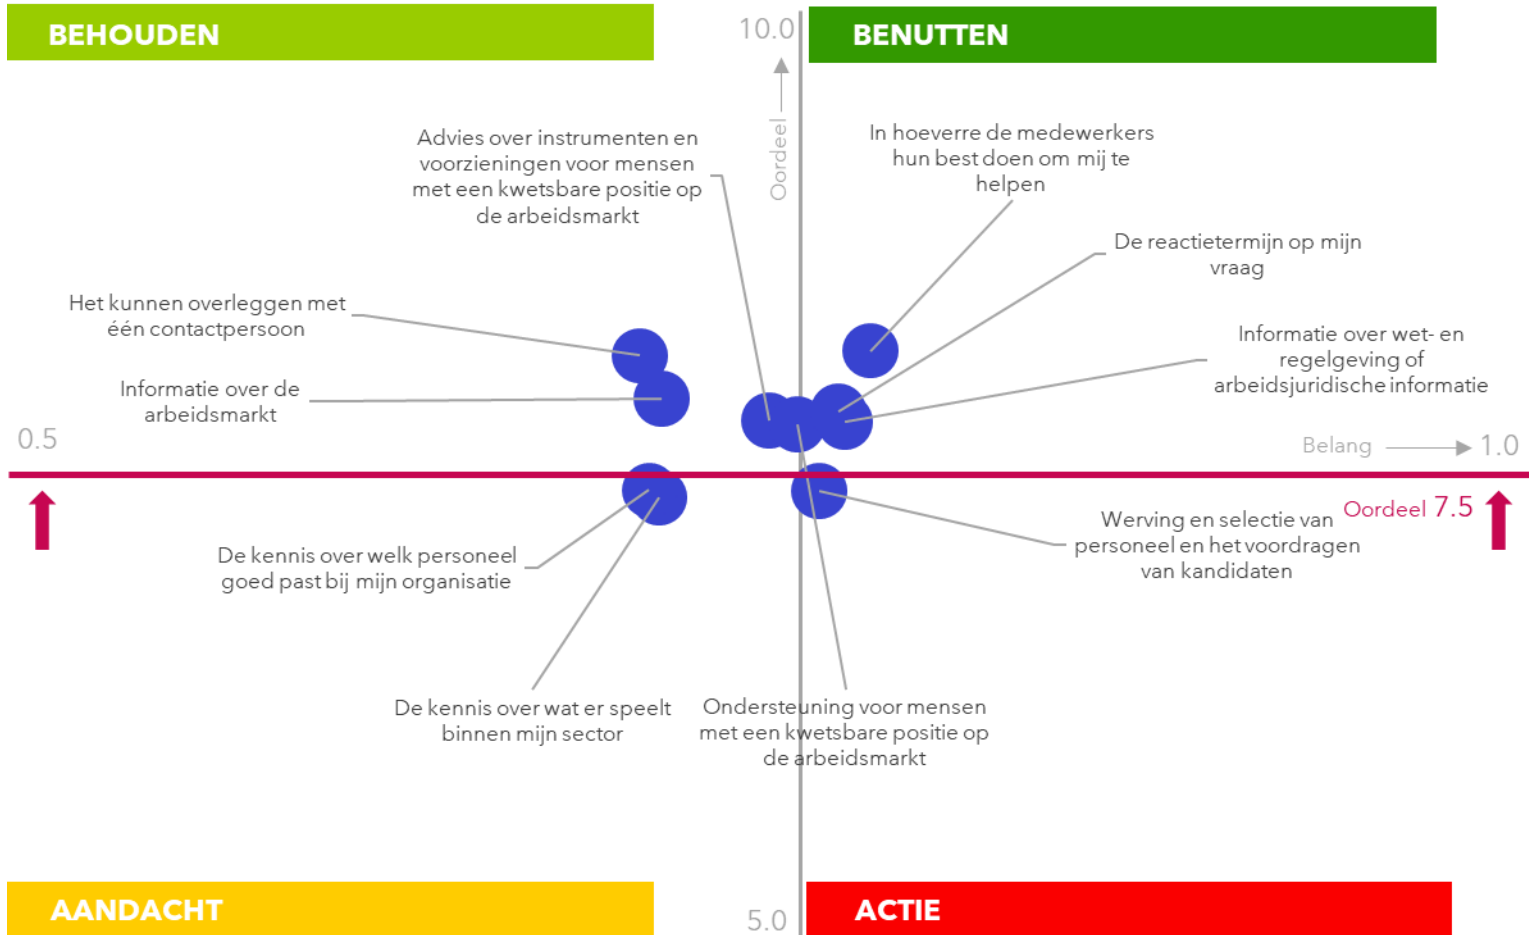 BEHOUDEN
10.0
BENUTTEN
Oordeel
Advies over instrumenten en
voorzieningen voor mensen
met een kwetsbare positie op
de arbeidsmarkt
In hoeverre de medewerkers
hun best doen om mij te
helpen
De reactietermijn op mijn
vraag
Het kunnen overleggen met
één contactpersoon
Informatie over wet- en
regelgeving of
arbeidsjuridische informatie
Informatie over de
arbeidsmarkt
0.5
Belang
1.0
Oordeel 7.5
Werving en selectie van
personeel en het voordragen
van kandidaten
De kennis over welk personeel
goed past bij mijn organisatie
De kennis over wat er speelt
binnen mijn sector
Ondersteuning voor mensen
met een kwetsbare positie op
de arbeidsmarkt
AANDACHT
5.0
ACTIE